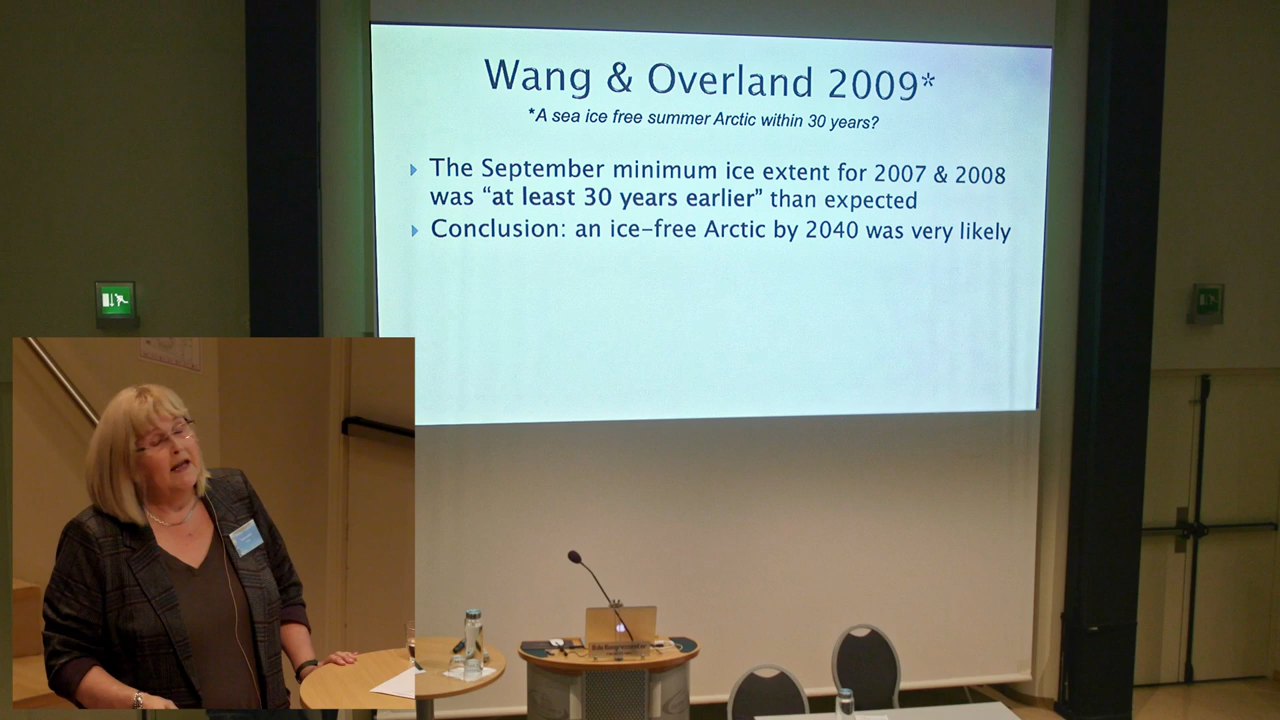 Wang & Overland 2009*
*A sea ice free summer Arctic within 30 years?
The September minimum ice extent for 2007 & 2008
was “at least 30 years earlier” than expected
Conclusion: an ice-free Arctic by 2040 was very likely